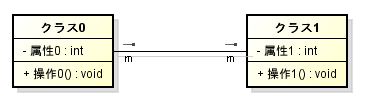 クラス0
- 属性0 : int
+ 操作0() : void
m
m
クラス1
- 属性1 : int
+ 操作1() : void